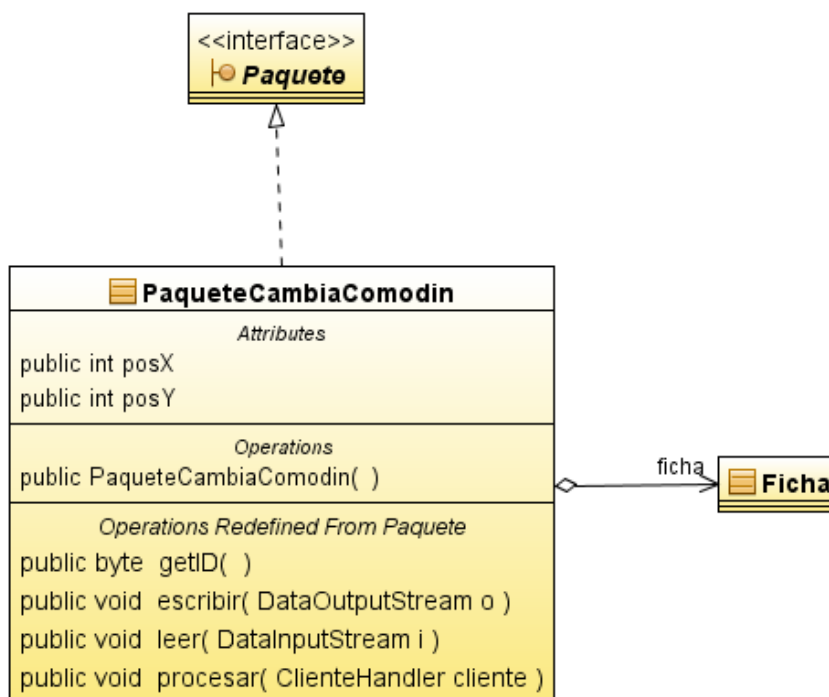 <<interface>>
Paquete
PaqueteCambiaComodin
Attributes
public int posX
public int posY
Operations
public PaqueteCambiaComodin( )
ficha
Ficha
Operations Redefined From Paquete
public byte getID( )
public void escribir( DataOutputStream o )
public void leer( DataInputStream i )
public void procesar( ClienteHandler cliente )